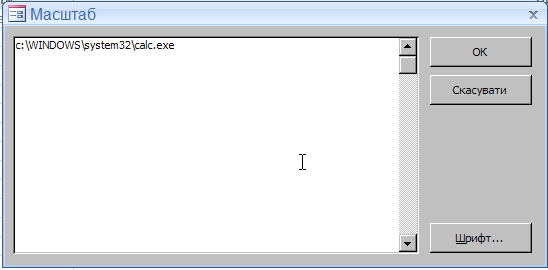 Масштаб
c:\WINDOWS\system32\calc.exe
OK
Скасувати
Шрифт...